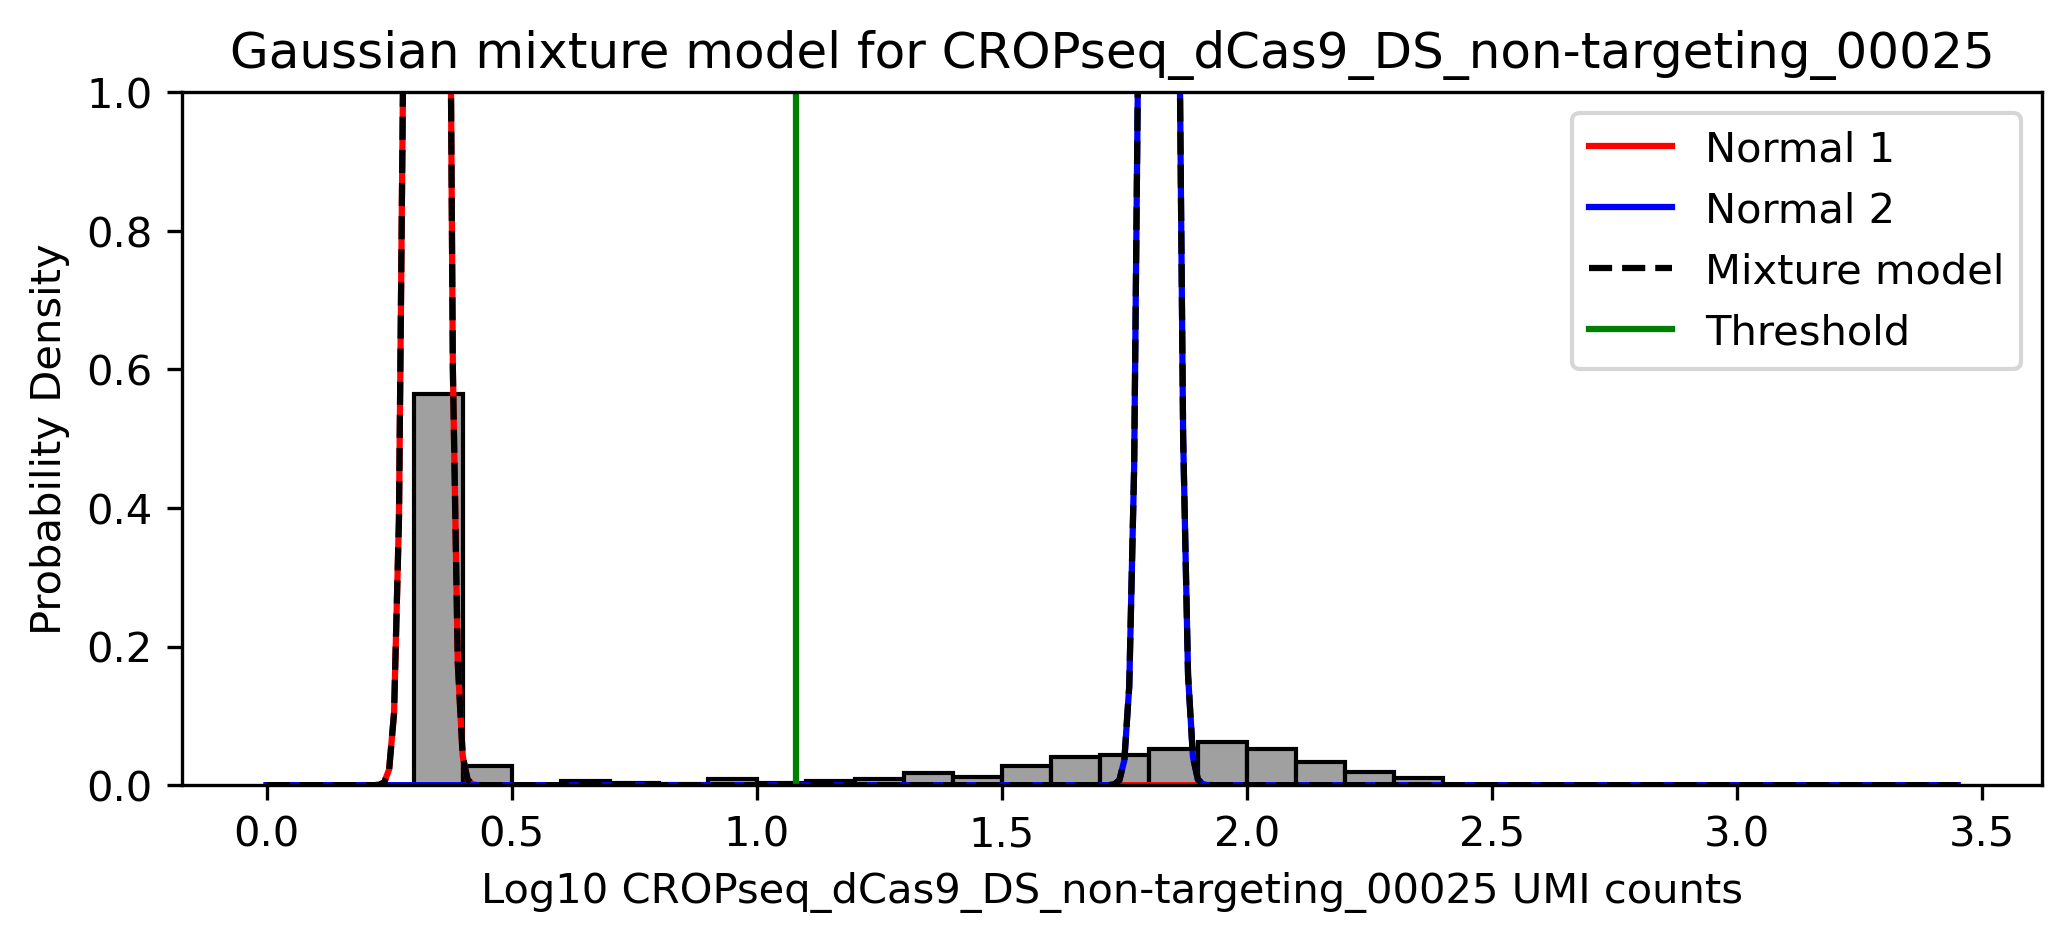 Gaussian mixture model for CROPseq_dCas9_DS_non-targeting_00025
Probability Density
1.0
0.8
0.6
0.4
0.2
0.0
Normal 1
Normal 2
Mixture model
Threshold
0.0 0.5 1.0 1.5 2.0 2.5 3.0 3.5
Log10 CROPseq_dCas9_DS_non-targeting_00025 UMI counts